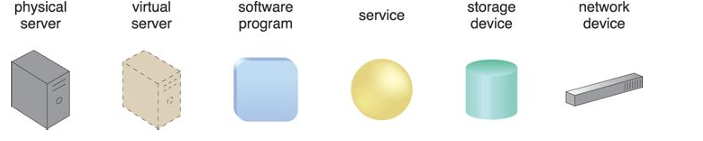 physical
server
virtual
server
software
program
service
storage
device
network
device